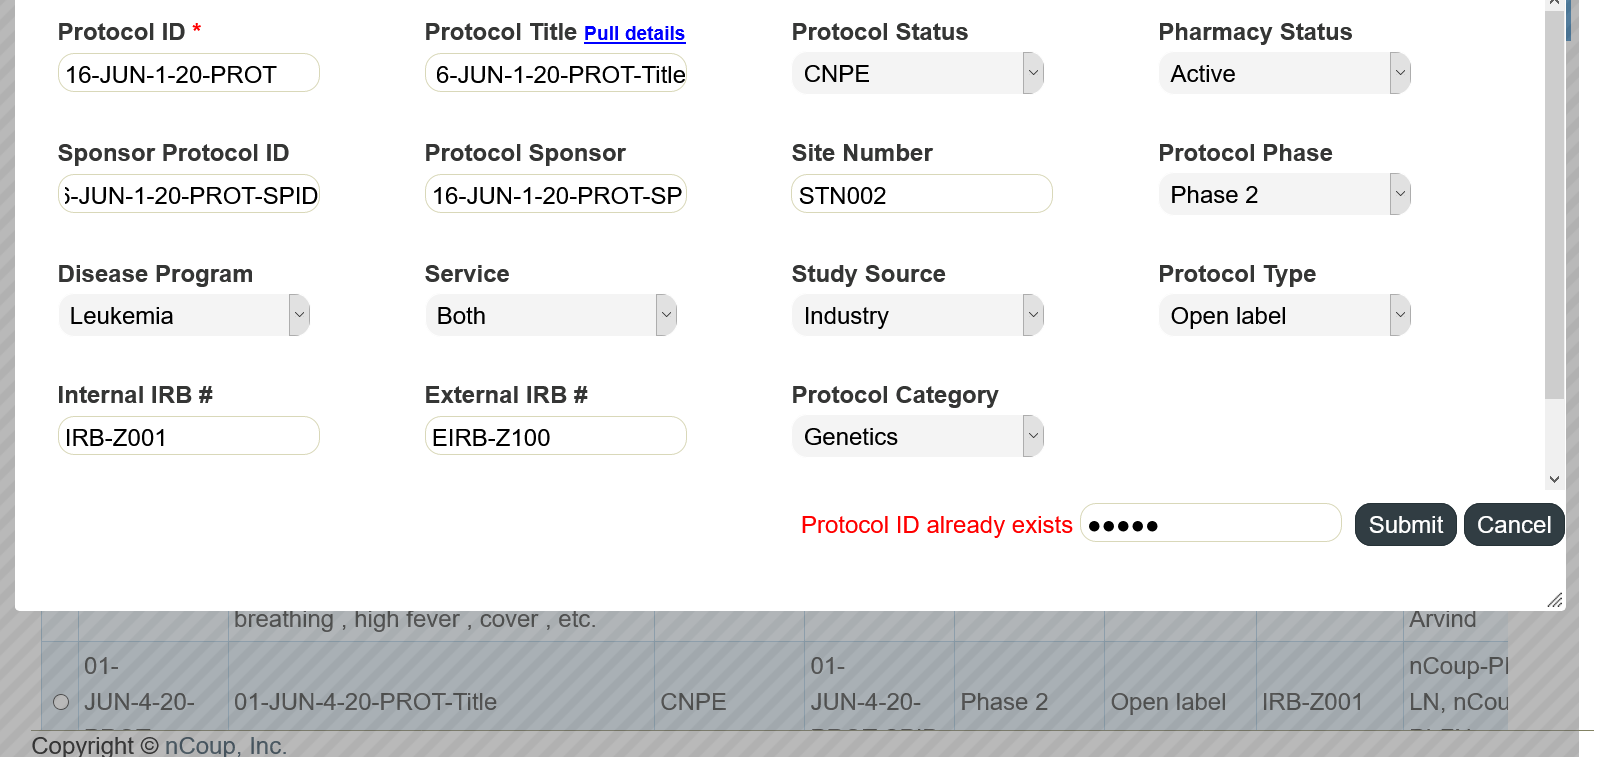 Protocol ID * Protocol Title Pull details Protocol Status Pharmacy Status
16-JUN-1-20-PROT 6-JUN-1-20-PROT-Title CNPE Active
Sponsor Protocol ID Protocol Sponsor Site Number Protocol Phase
-JUN-1-20-PROT-SPID 16-JUN-1-20-PROT-SP STN002 Phase 2
Disease Program Service Study Source Protocol Type
Leukemia Both Industry Open label
Internal IRB # External IRB # Protocol Category
IRB-Z001 EIRB-Z100 Genetics
Protocol ID already exists ●●●●● Submit Cancel
breathing , high fever , cover , etc. Arvind
01- 01- nCoup-PI
JUN-4-20- 01-JUN-4-20-PROT-Title CNPE JUN-4-20- Phase 2 Open label IRB-Z001 LN, nCou
Copyright © nCoup, Inc.